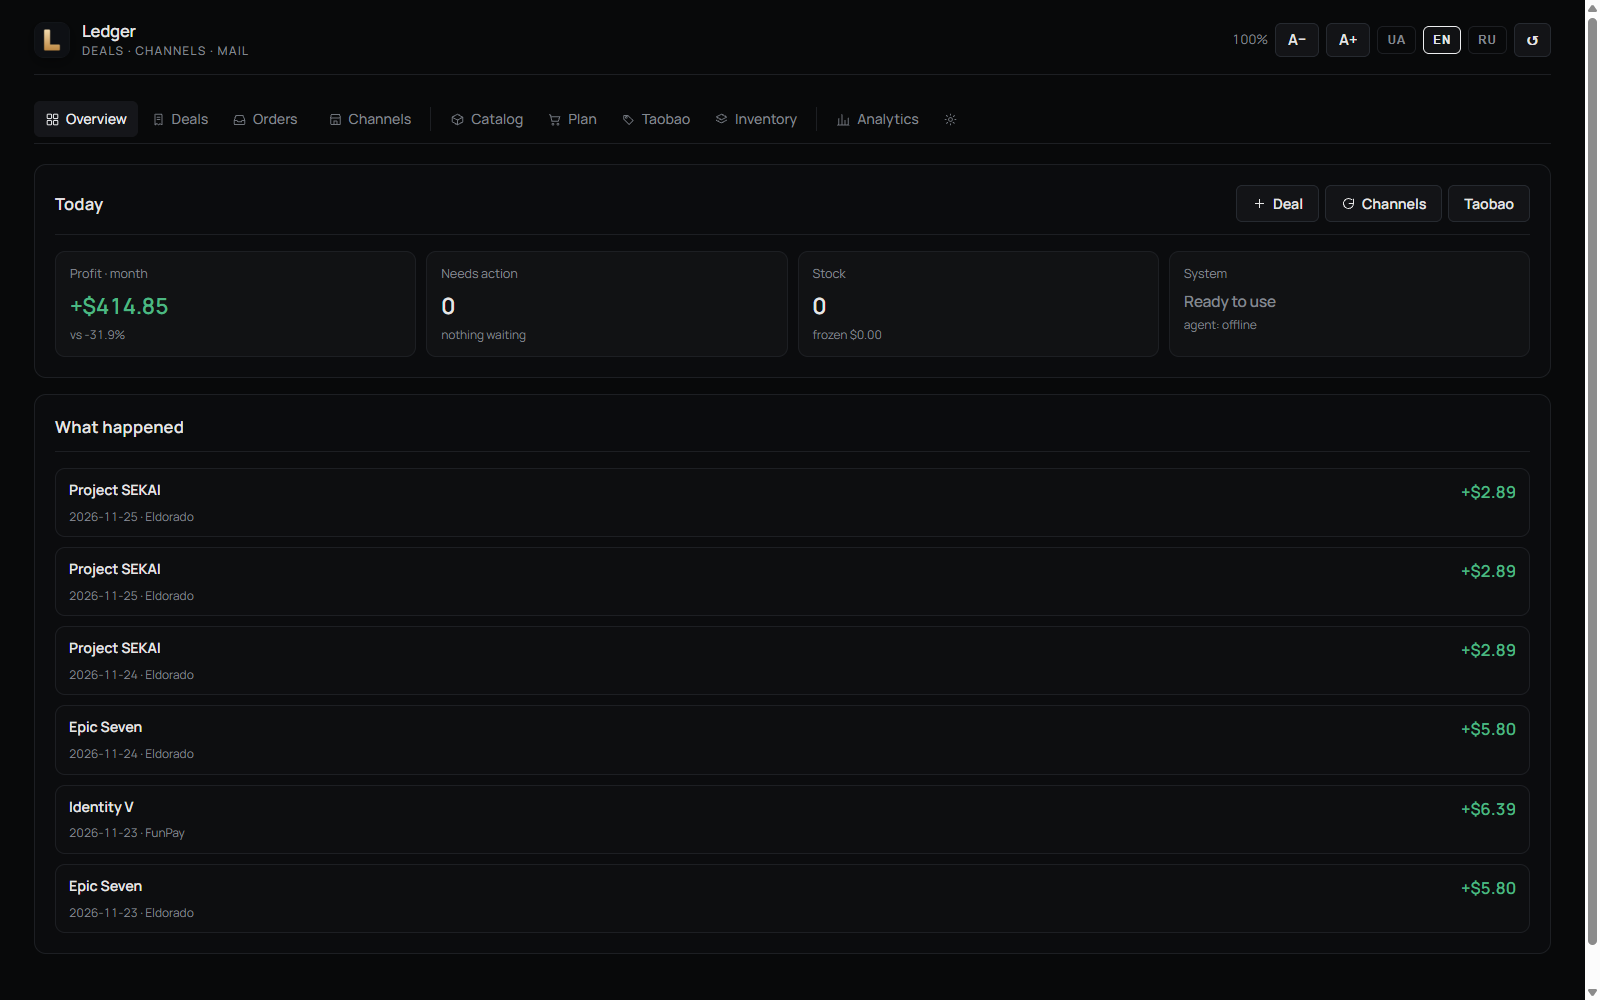 Ledger
DEALS · CHANNELS · MAIL
100% A− A+ UA EN RU ↺
Overview Deals Orders Channels Catalog Plan Taobao Inventory Analytics
Today
+ Deal Channels Taobao
Profit · month
+$414.85
vs -31.9%
Needs action
0
nothing waiting
Stock
0
frozen $0.00
System
Ready to use
agent: offline
What happened
Project SEKAI
+$2.89
2026-11-25 · Eldorado
Project SEKAI
+$2.89
2026-11-25 · Eldorado
Project SEKAI
+$2.89
2026-11-24 · Eldorado
Epic Seven
+$5.80
2026-11-24 · Eldorado
Identity V
+$6.39
2026-11-23 · FunPay
Epic Seven
+$5.80
2026-11-23 · Eldorado